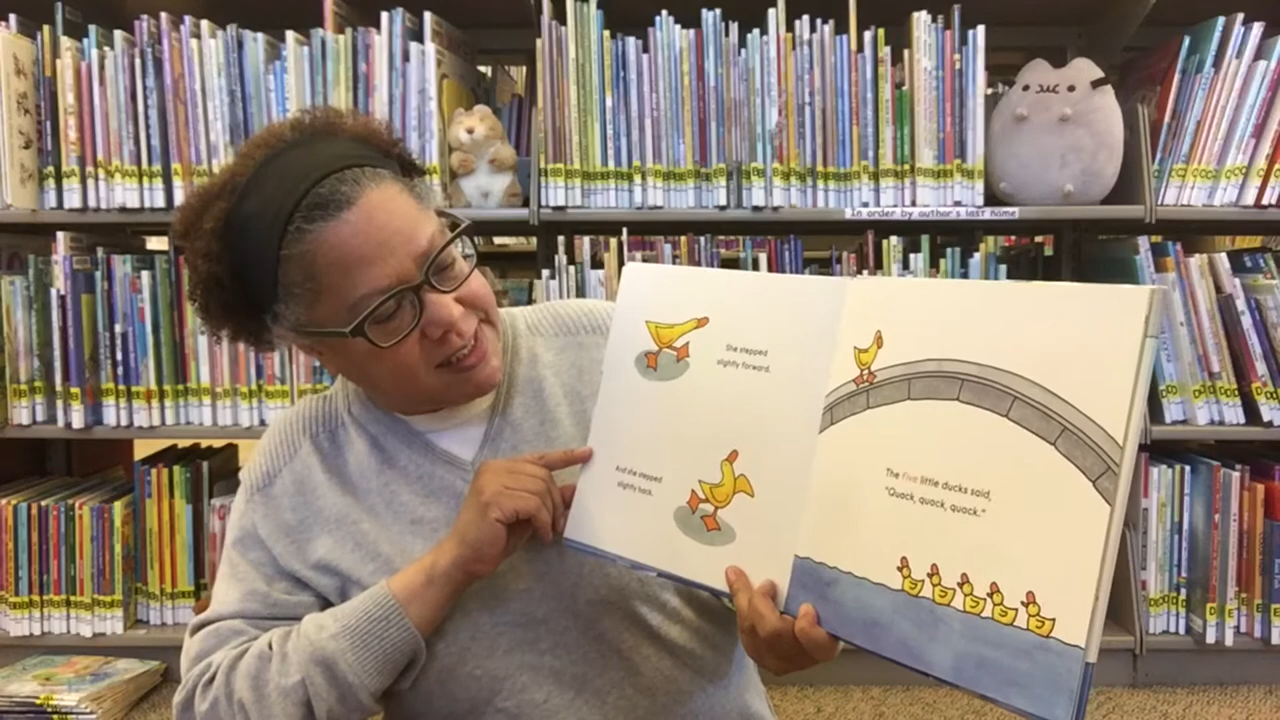 In order by author's last name
She stepped
slightly forward.
And she stepped
slightly back.
The five little ducks said,
"Quack, quack, quack."